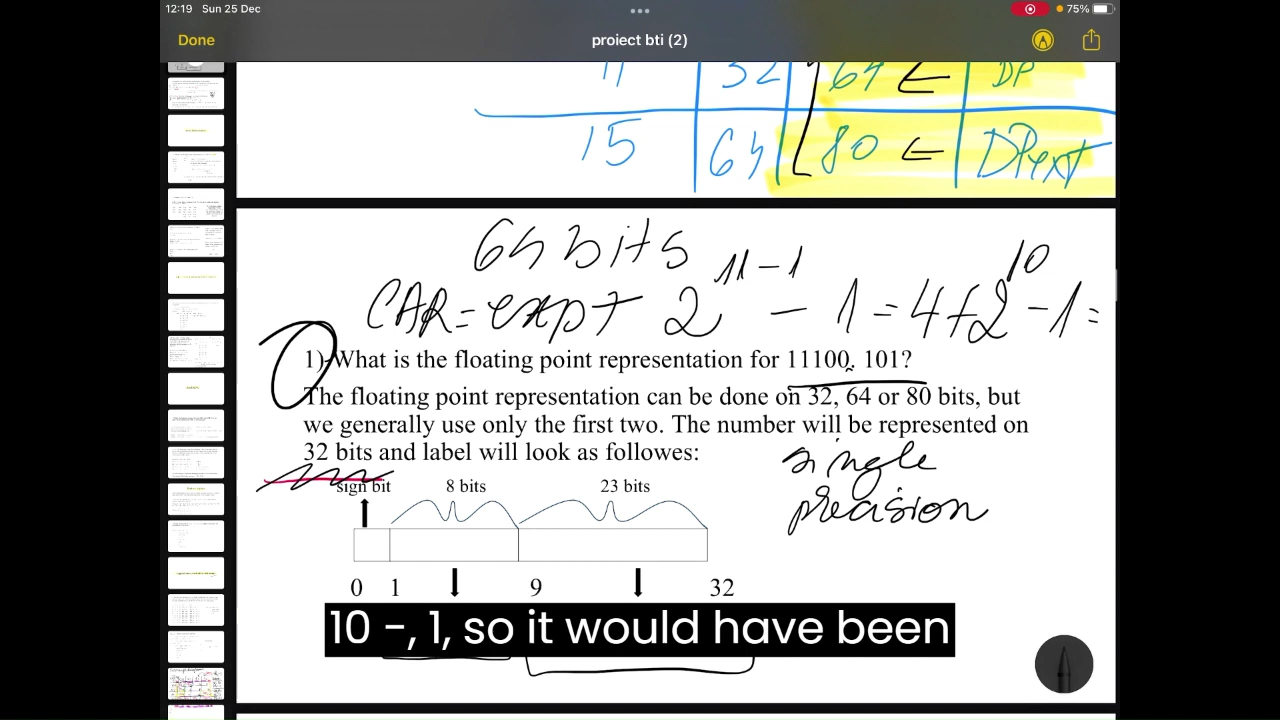 12:19 Sun 25 Dec
75%
Done
proiect bti (2)
32 64 ← DP
15 64 80 ← DPext
64 bits
CAR = exp + 2^11-1 - 1 = 4 + 2^10 - 1 =
1) What is the floating point representation for 11100, 101?
The floating point representation can be done on 32, 64 or 80 bits, but
we generally use only the first two. The number will be represented on
32 bits and label will look as followes:
single
precision
sign bit 8 bits 23 bits
0 1 9 32
10 -, 1, so it would have been